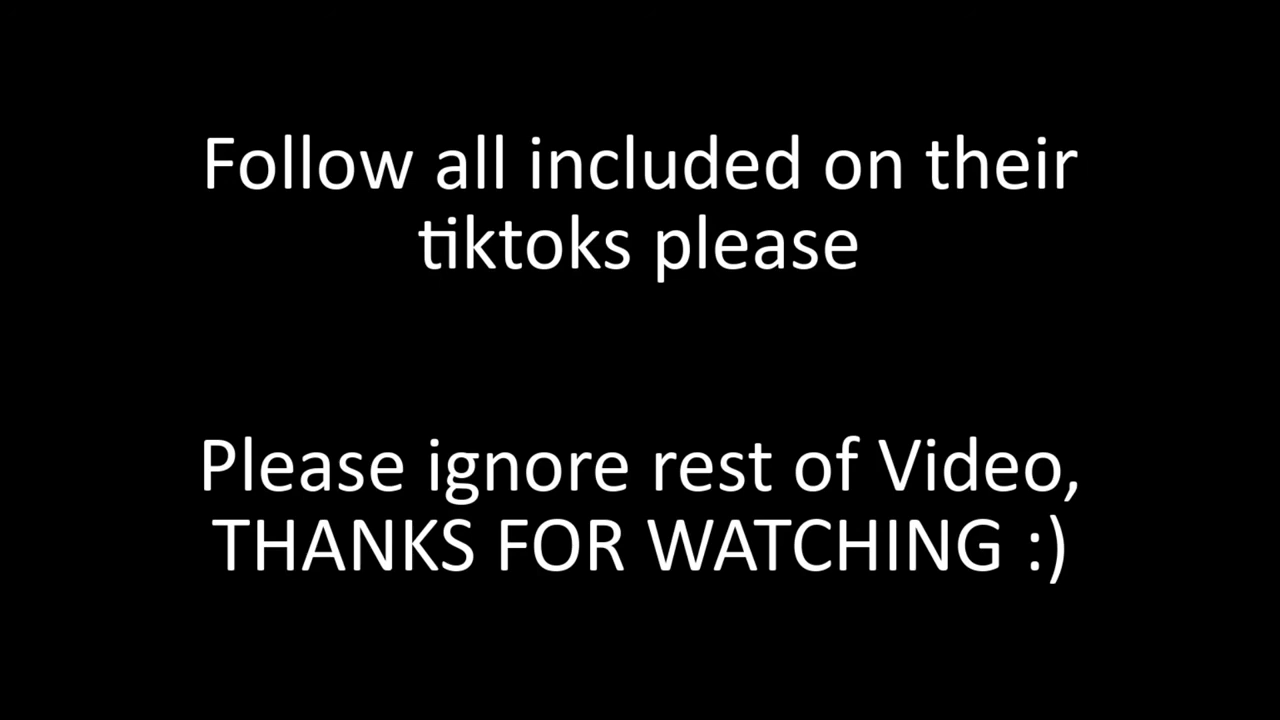 Follow all included on their
tiktoks please
Please ignore rest of Video,
THANKS FOR WATCHING :)